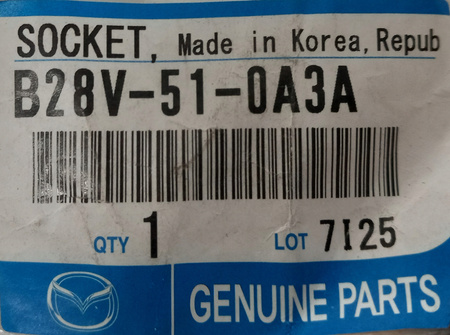 SOCKET, Made in Korea, Repub
B28V-51-0A3A
QTY 1 LOT 7I25
GENUINE PARTS